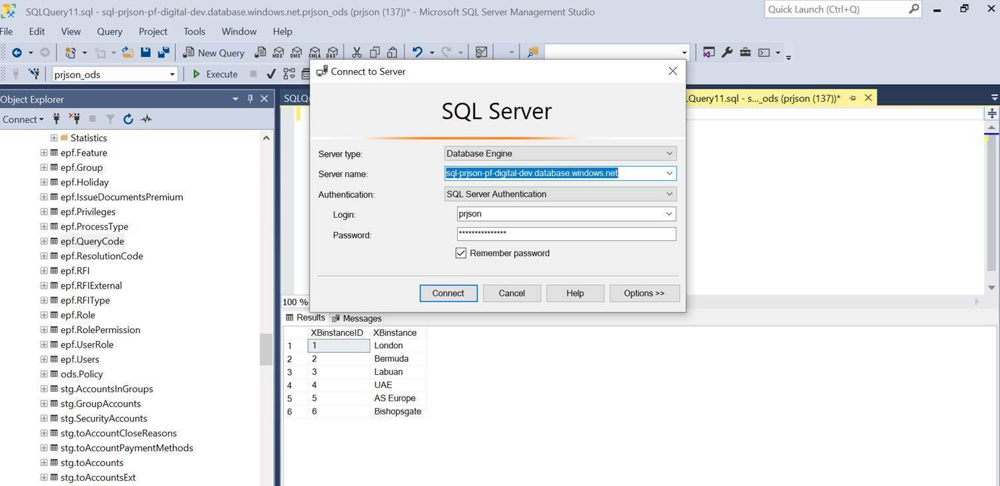 SQLQuery11.sql - sql-prjson-pf-digital-dev.database.windows.net.prjson_ods (prjson (137))* - Microsoft SQL Server Management Studio
Quick Launch (Ctrl+Q)
File Edit View Query Project Tools Window Help
New Query MDX DMX XMLA DAX
prjson_ods Execute
Object Explorer
Connect
Statistics
epf.Feature
epf.Group
epf.Holiday
epf.IssueDocumentsPremium
epf.Privileges
epf.ProcessType
epf.QueryCode
epf.ResolutionCode
epf.RFI
epf.RFIExternal
epf.RFIType
epf.Role
epf.RolePermission
epf.UserRole
epf.Users
ods.Policy
stg.AccountsInGroups
stg.GroupAccounts
stg.SecurityAccounts
stg.toAccountCloseReasons
stg.toAccountPaymentMethods
stg.toAccounts
stg.toAccountsExt
SQLQ
LQuery11.sql - s..._ods (prjson (137))*
Connect to Server
SQL Server
Server type: Database Engine
Server name: sql-prjson-pf-digital-dev.database.windows.net
Authentication: SQL Server Authentication
Login: prjson
Password: ***************
Remember password
Connect Cancel Help Options >>
100 %
Results Messages
XBinstanceID XBinstance
1 1 London
2 2 Bermuda
3 3 Labuan
4 4 UAE
5 5 AS Europe
6 6 Bishopsgate